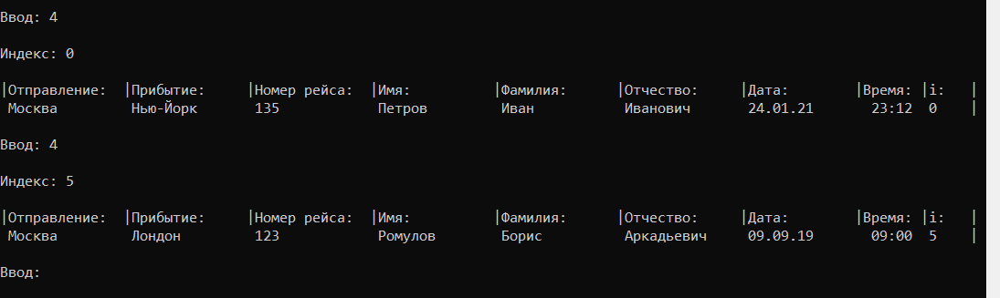 Ввод: 4
Индекс: 0
|Отправление: |Прибытие: |Номер рейса: |Имя: |Фамилия: |Отчество: |Дата: |Время: |i: |
Москва Нью-Йорк 135 Петров Иван Иванович 24.01.21 23:12 0 |
Ввод: 4
Индекс: 5
|Отправление: |Прибытие: |Номер рейса: |Имя: |Фамилия: |Отчество: |Дата: |Время: |i: |
Москва Лондон 123 Ромулов Борис Аркадьевич 09.09.19 09:00 5 |
Ввод: